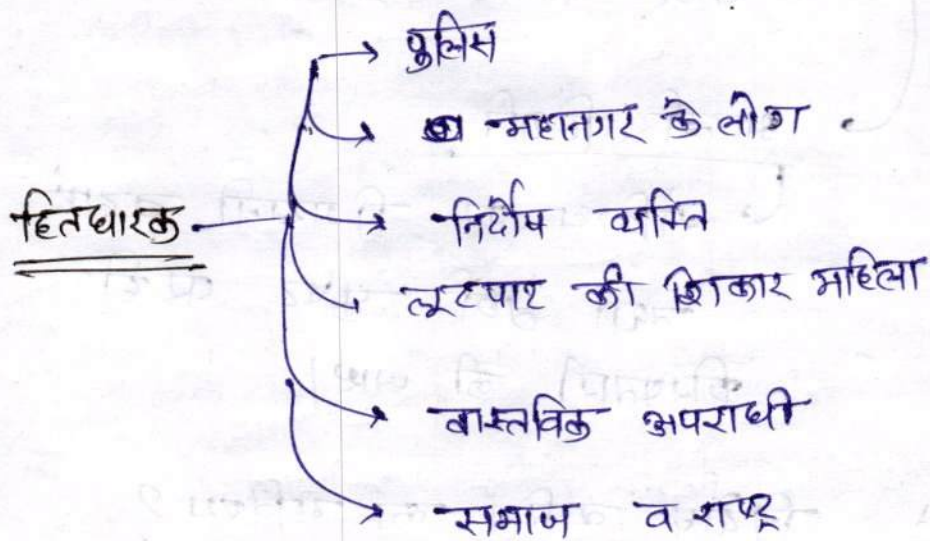 हितधारक
पुलिस
महानगर के लोग
निर्दोष व्यक्ति
लूटपाट की शिकार महिला
वास्तविक अपराधी
समाज व राष्ट्र